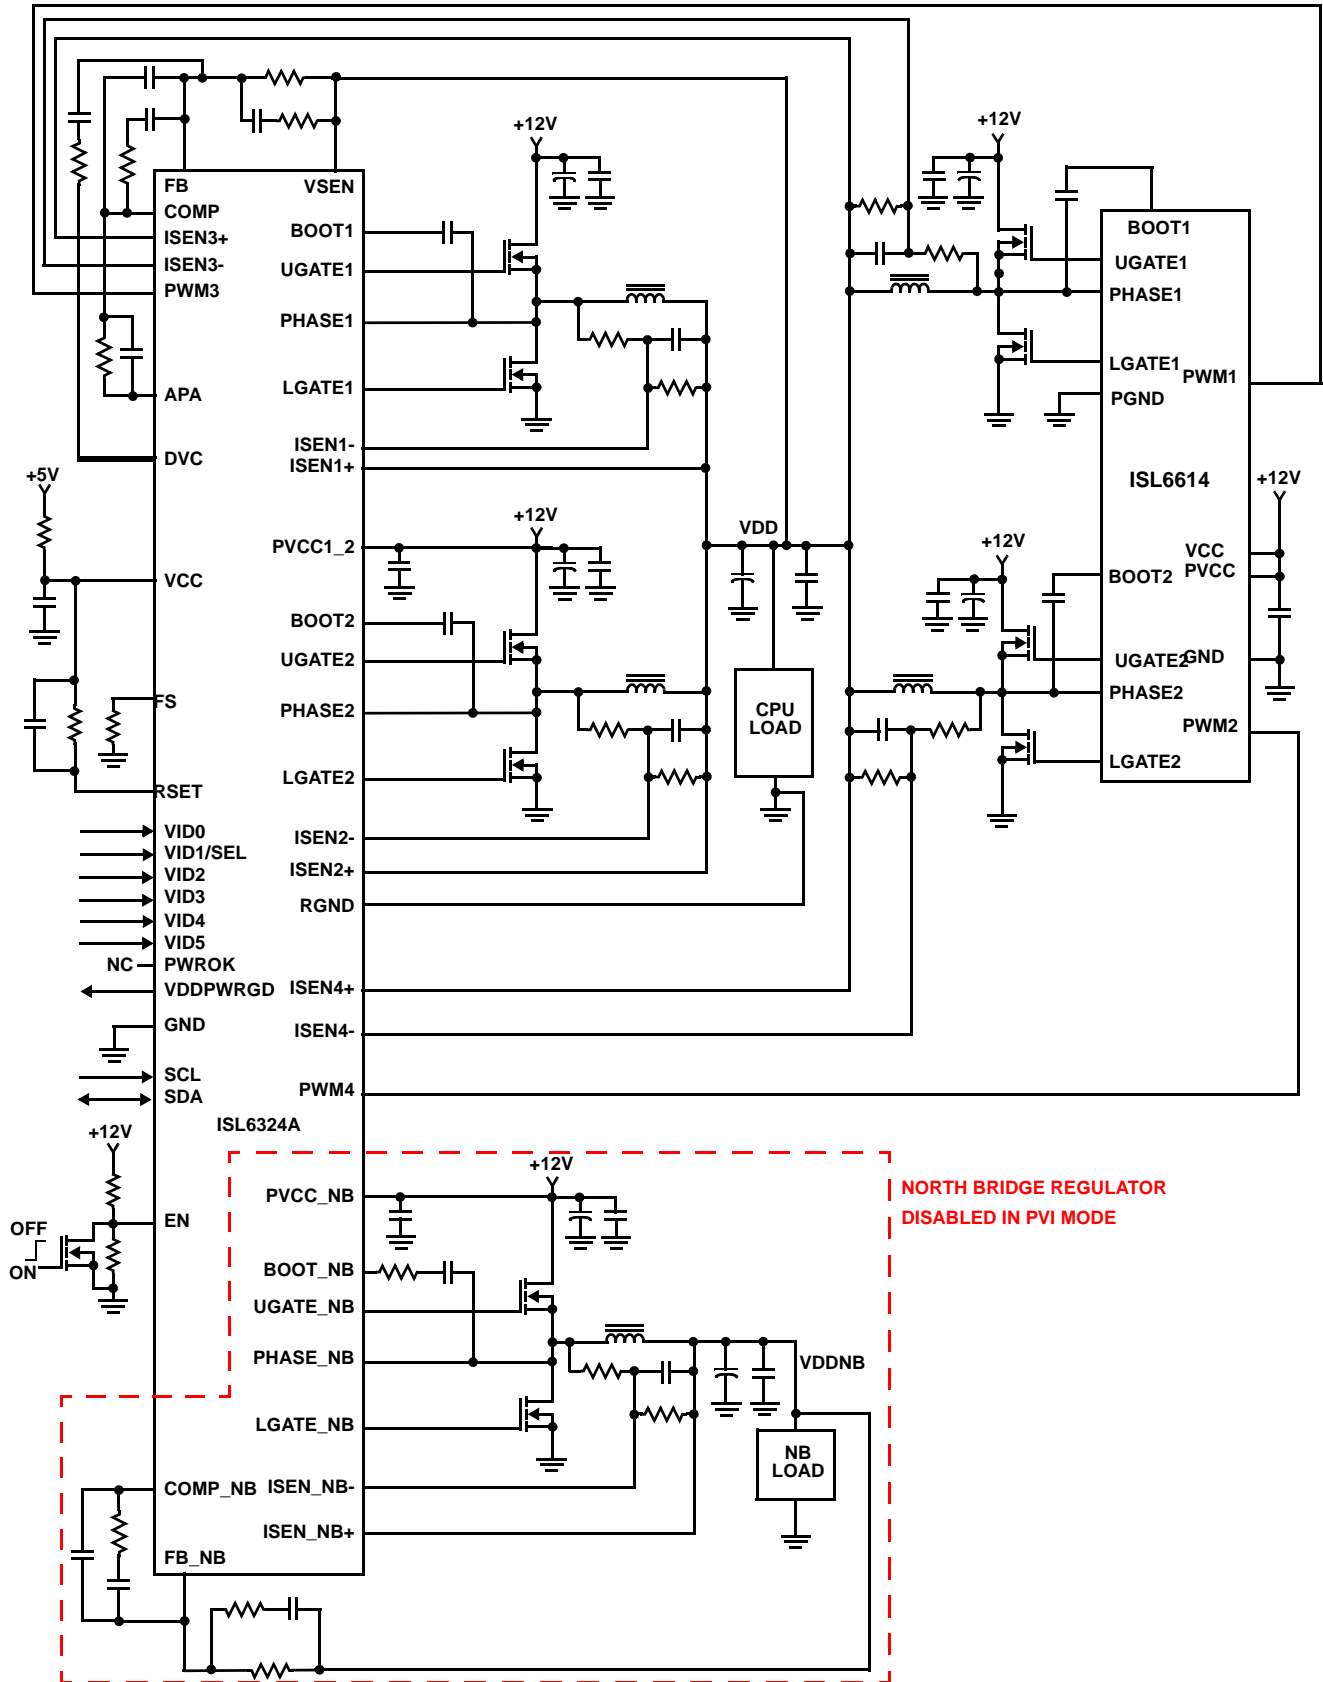 +12V
+12V
FB
VSEN
COMP
ISEN3+
ISEN3-
PWM3
APA
DVC
BOOT1
UGATE1
PHASE1
LGATE1
ISEN1-
ISEN1+
BOOT1
UGATE1
PHASE1
LGATE1
PWM1
PGND
ISL6614
+12V
+5V
VCC
+12V
PVCC1_2
VDD
+12V
VCC
PVCC
BOOT2
UGATE2
GND
PHASE2
PWM2
LGATE2
BOOT2
UGATE2
PHASE2
LGATE2
CPU
LOAD
FS
RSET
VID0
VID1/SEL
VID2
VID3
VID4
VID5
NC
PWROK
VDDPWRGD
GND
SCL
SDA
ISEN2-
ISEN2+
RGND
ISEN4+
ISEN4-
PWM4
ISL6324A
+12V
EN
OFF
ON
+12V
PVCC_NB
BOOT_NB
UGATE_NB
PHASE_NB
LGATE_NB
ISEN_NB-
ISEN_NB+
COMP_NB
FB_NB
VDDNB
NB
LOAD
NORTH BRIDGE REGULATOR
DISABLED IN PVI MODE